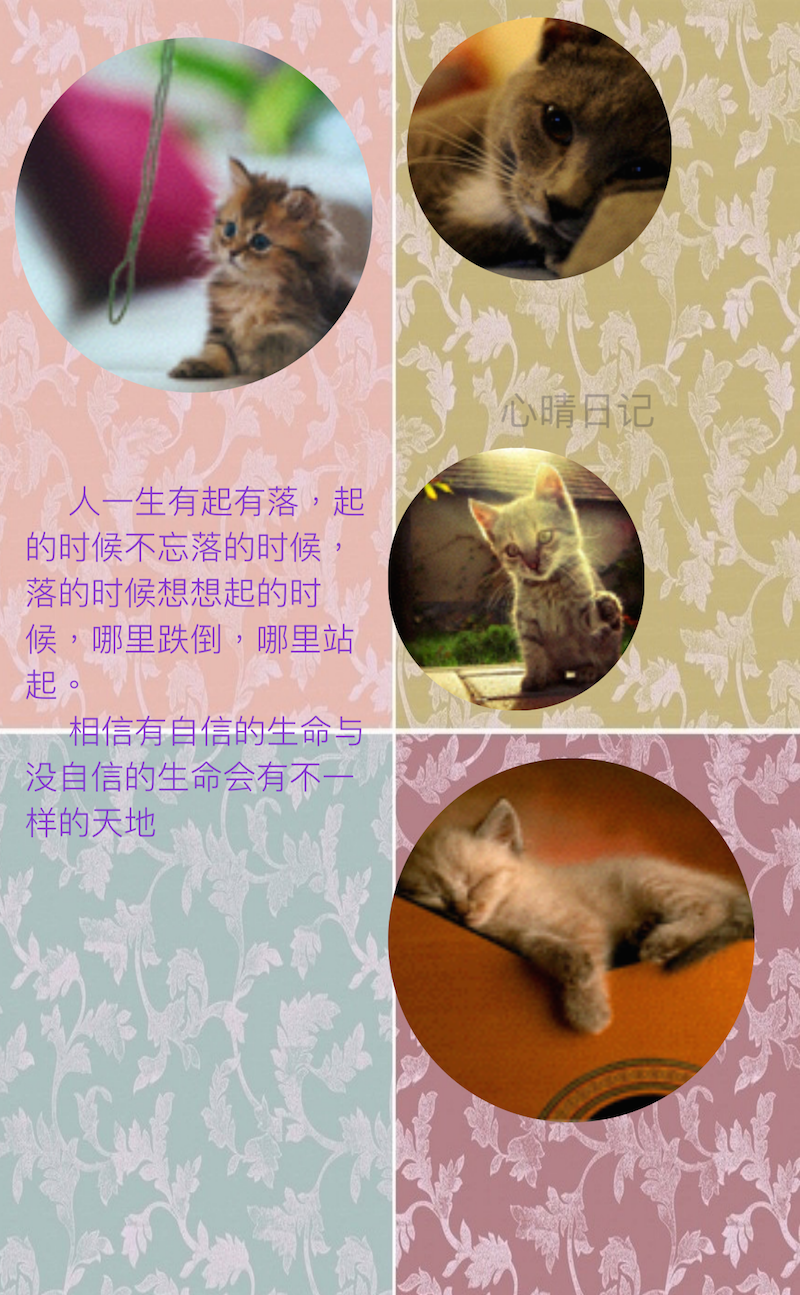 心晴日记
人一生有起有落，起
的时候不忘落的时候，
落的时候想想起的时
候，哪里跌倒，哪里站
起。
相信有自信的生命与
没自信的生命会有不一
样的天地